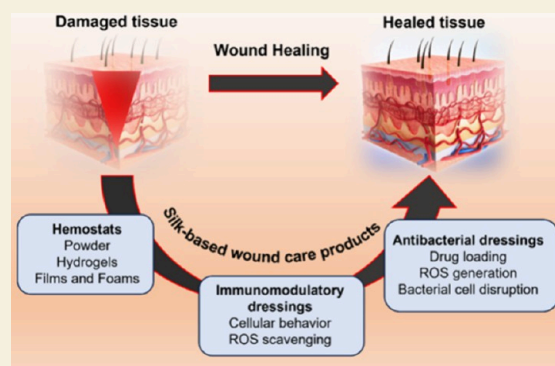 Damaged tissue
Healed tissue
Wound Healing
Silk-based wound care products
Hemostats
Powder
Hydrogels
Films and Foams
Immunomodulatory
dressings
Cellular behavior
ROS scavenging
Antibacterial dressings
Drug loading
ROS generation
Bacterial cell disruption